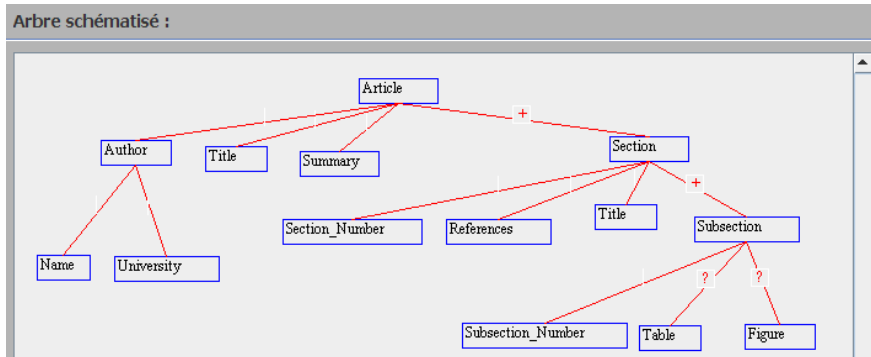 Arbre schématisé :
Article
+
Author
Title
Summary
Section
+
Section_Number
References
Title
Subsection
Name
University
?
?
Subsection_Number
Table
Figure